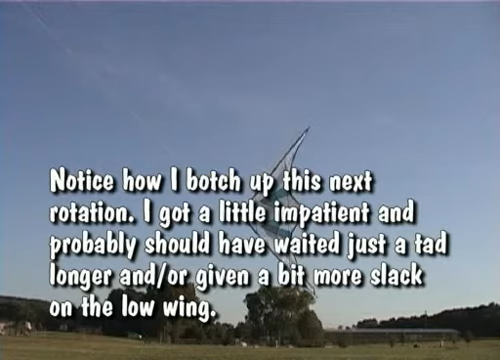 Notice how I botch up this next
rotation. I got a little impatient and
probably should have waited just a tad
longer and/or given a bit more slack
on the low wing.